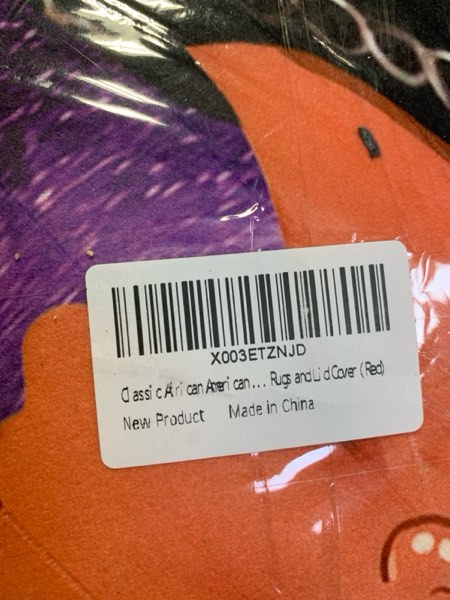 X003ETZNJD
Classic African American... Rugs and Lid Cover (Red)
New Product Made in China